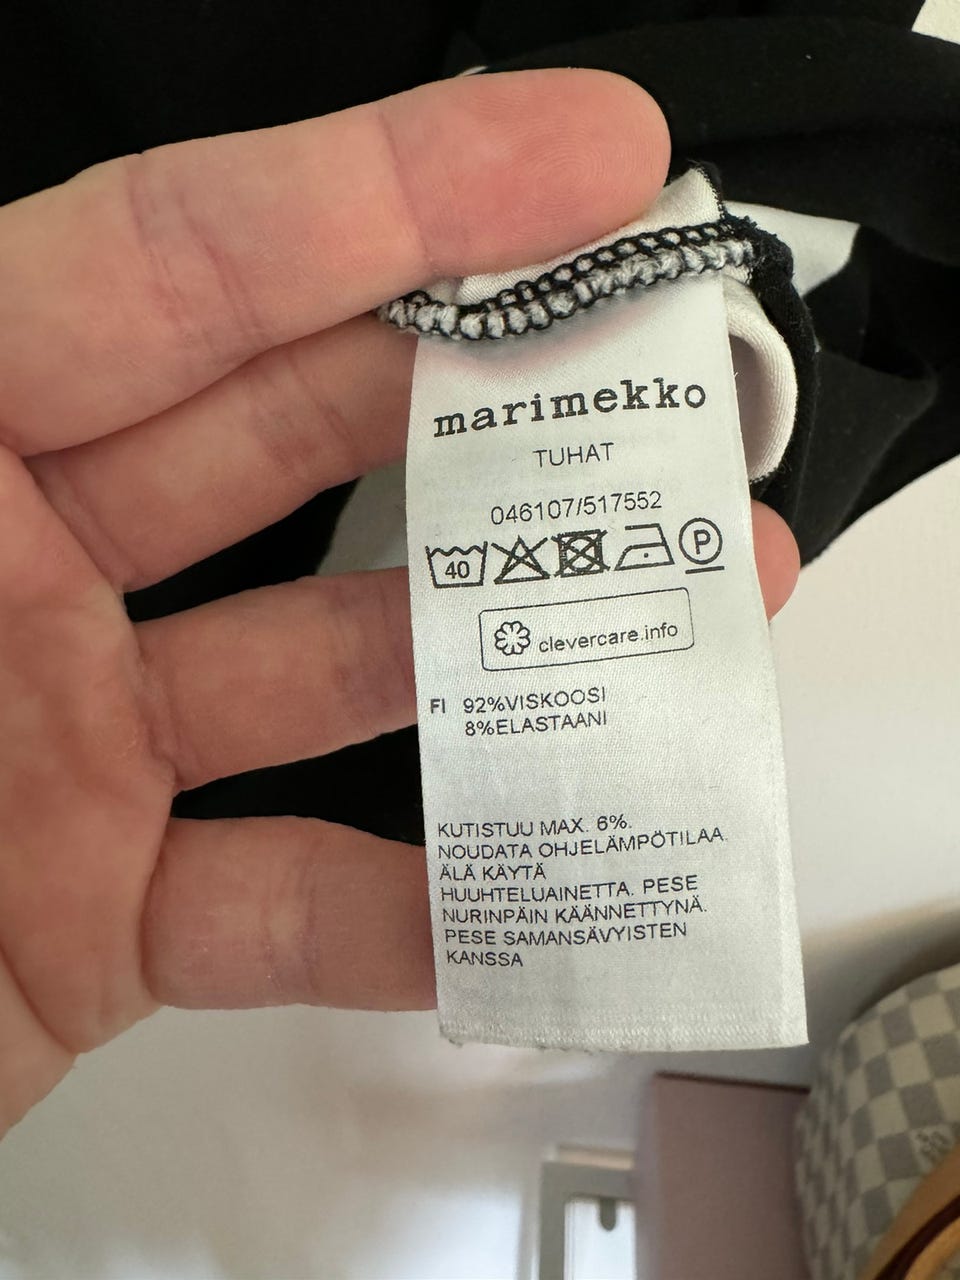 marimekko
TUHAT
046107/517552
40 P
clevercare.info
FI 92%VISKOOSI
8%ELASTAANI
KUTISTUU MAX. 6%.
NOUDATA OHJELÄMPÖTILAA.
ÄLÄ KÄYTÄ
HUUHTELUAINETTA. PESE
NURINPÄIN KÄÄNNETTYNÄ.
PESE SAMANSÄVYISTEN
KANSSA